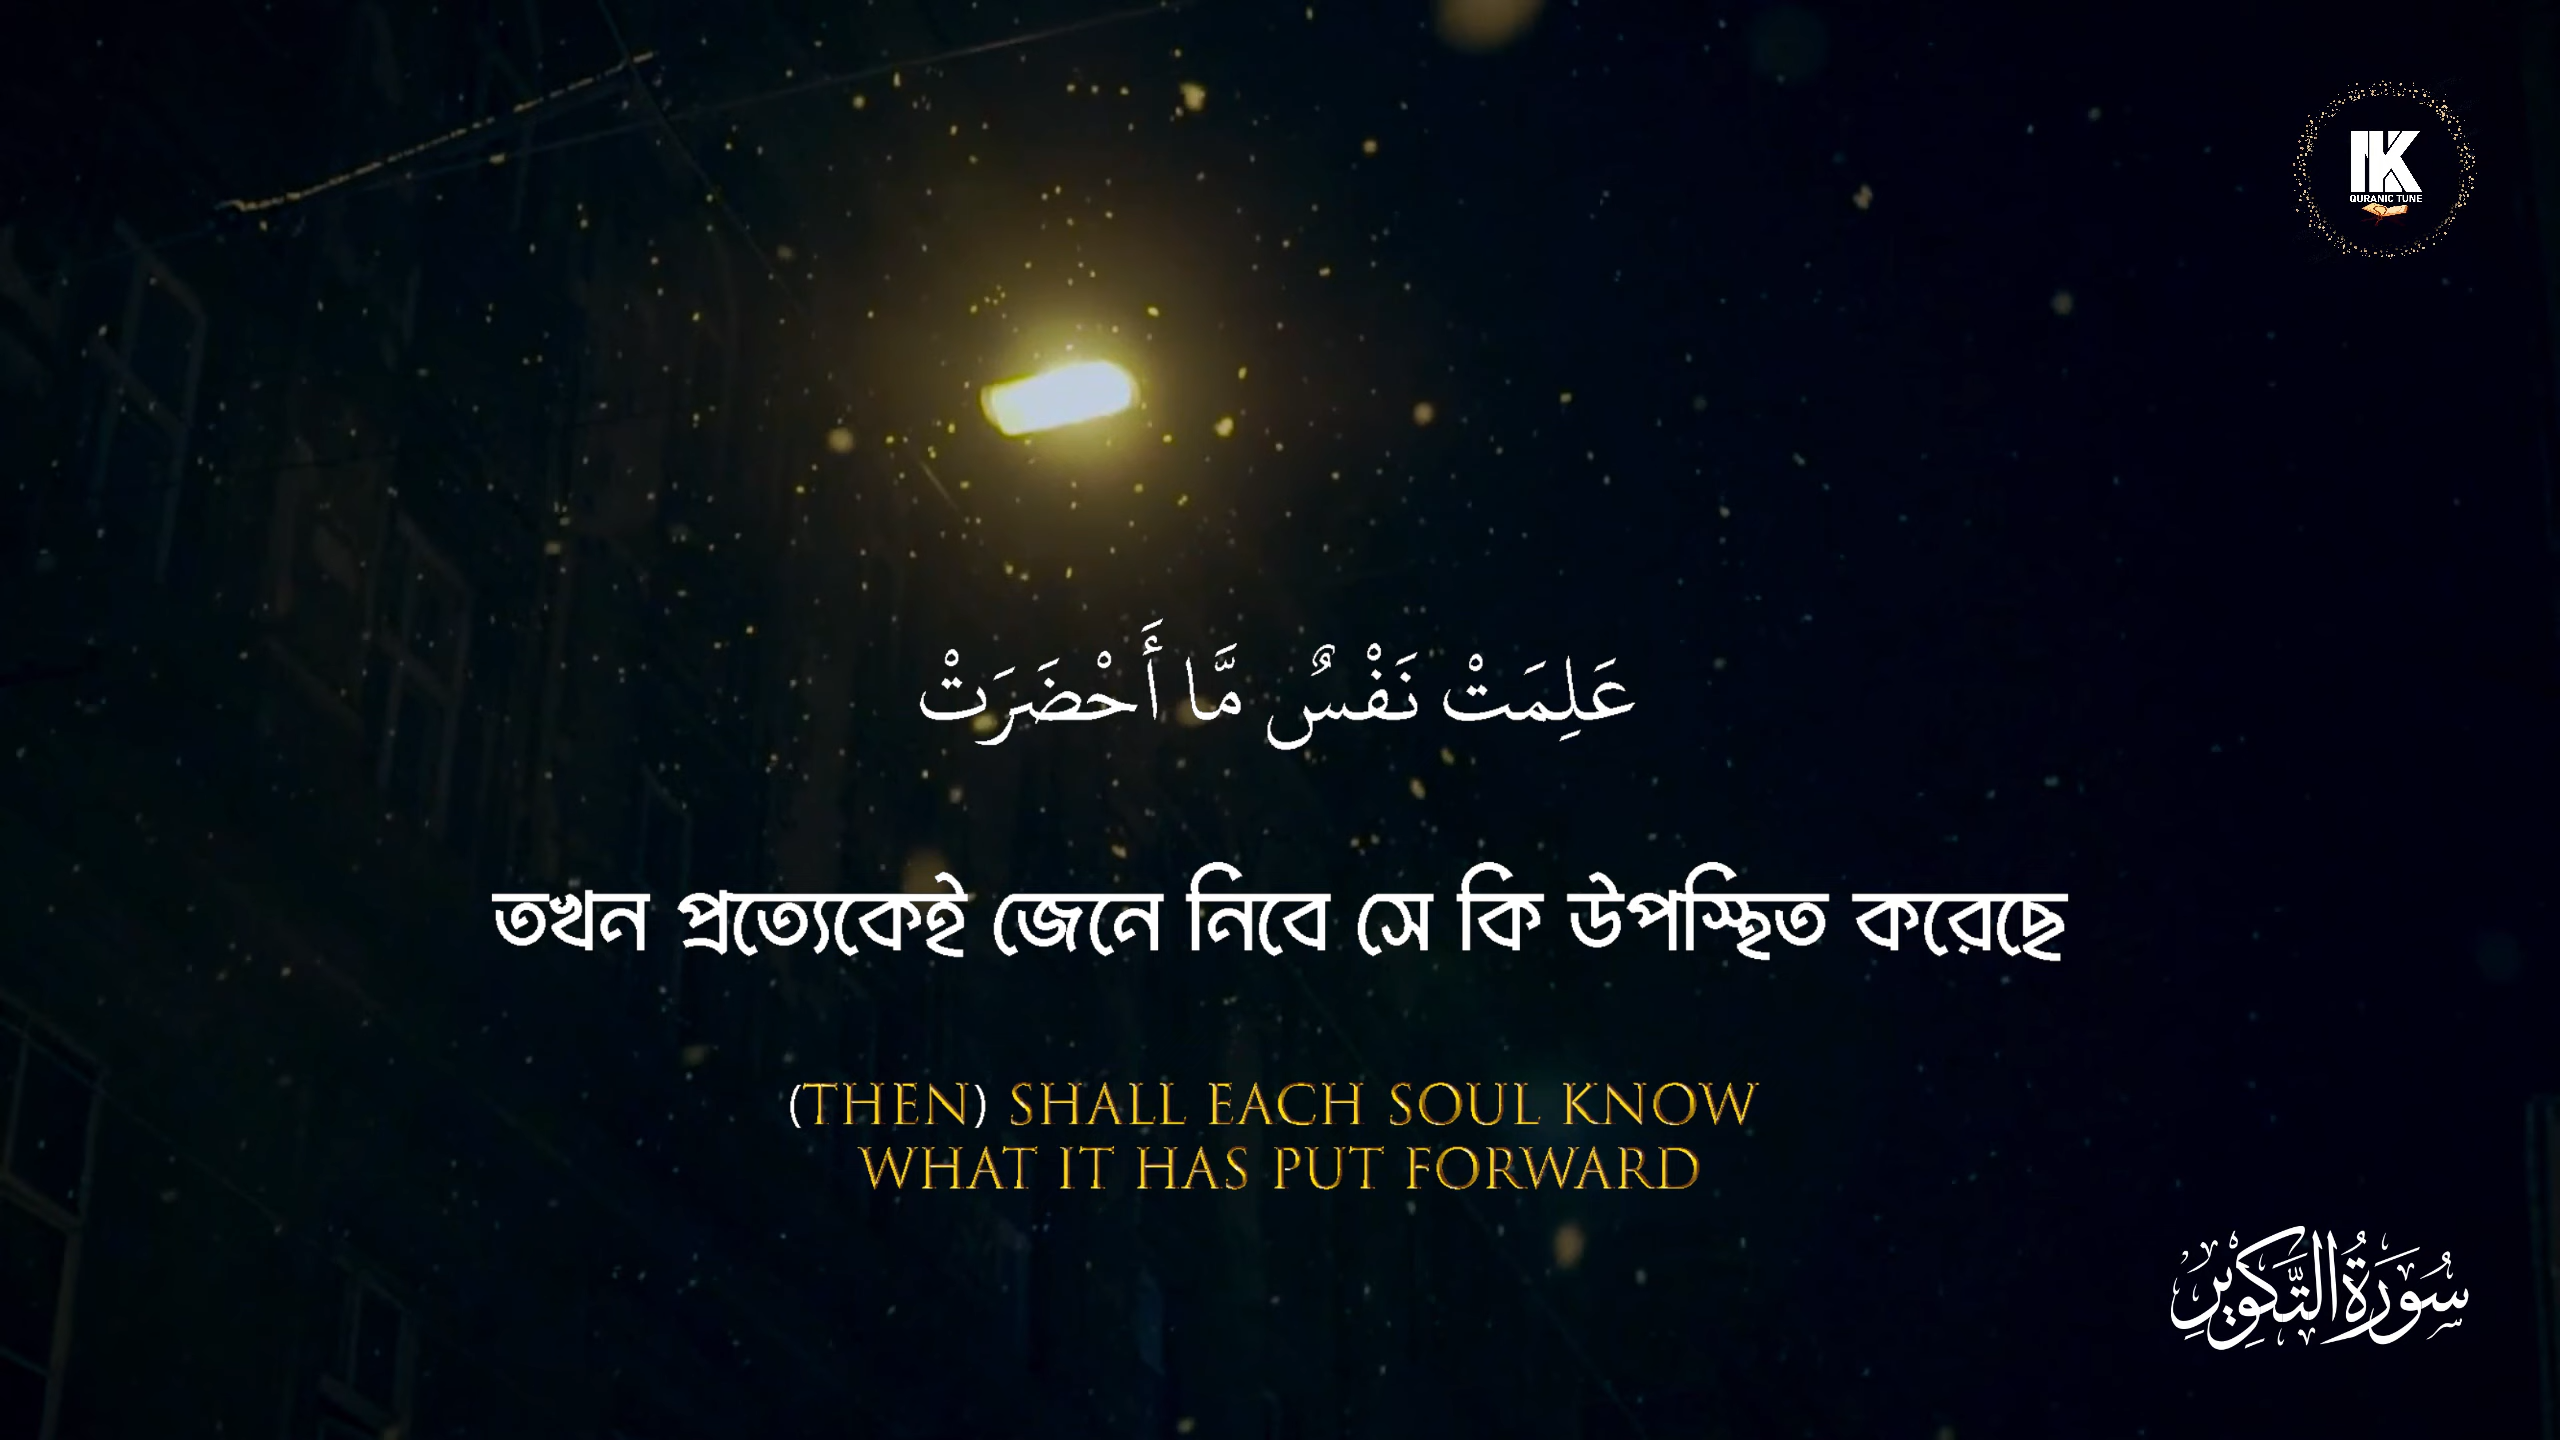 IK
QURANIC TUNE
عَلِمَتْ نَفْسٌ مَّا أَحْضَرَتْ
তখন প্রত্যেকেই জেনে নিবে সে কি উপস্থিত করেছে
(THEN) SHALL EACH SOUL KNOW
WHAT IT HAS PUT FORWARD
سُورَةُ التَّكْوِيرِ